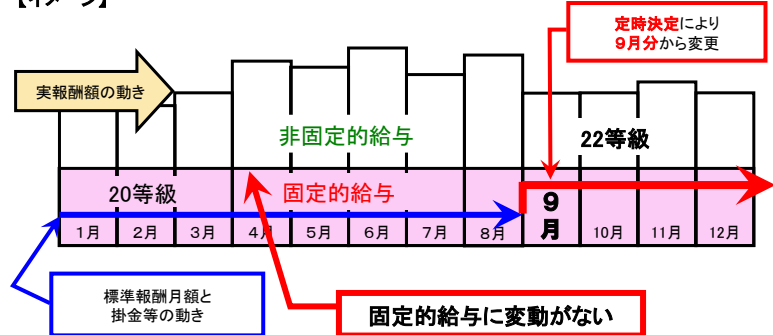 【イメージ】
定時決定により
9月分から変更
実報酬額の動き
非固定的給与
22等級
20等級
固定的給与
1月
2月
3月
4月
5月
6月
7月
8月
9月
10月
11月
12月
標準報酬月額と
掛金等の動き
固定的給与に変動がない